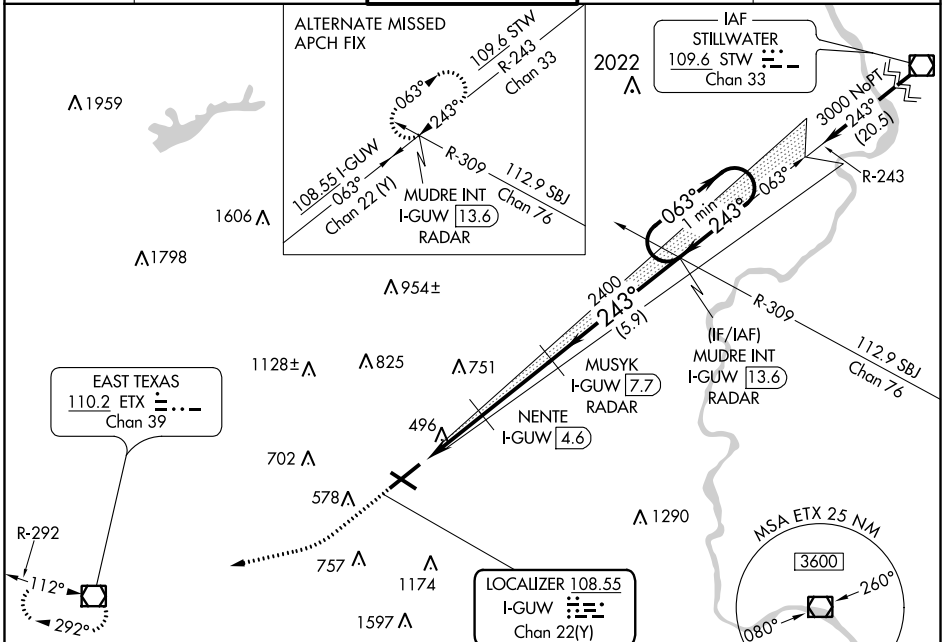 ALTERNATE MISSED
APCH FIX
109.6 STW
R-243
Chan 33
063°
243°
R-309
112.9 SBJ
Chan 76
108.55 I-GUW
063°
Chan 22 (Y)
MUDRE INT
I-GUW 13.6
RADAR
2022
IAF
STILLWATER
109.6 STW
Chan 33
3000 NoPT
243°
(20.5)
R-243
063°
1959
1606
1798
954±
063°
1 min
243°
2400
243°
(5.9)
R-309
112.9 SBJ
Chan 76
(IF/IAF)
MUDRE INT
I-GUW 13.6
RADAR
MUSYK
I-GUW 7.7
RADAR
NENTE
I-GUW 4.6
1128±
825
751
496
702
578
757
1174
1597
1290
EAST TEXAS
110.2 ETX
Chan 39
R-292
112°
292°
LOCALIZER 108.55
I-GUW
Chan 22(Y)
MSA ETX 25 NM
3600
260°
080°